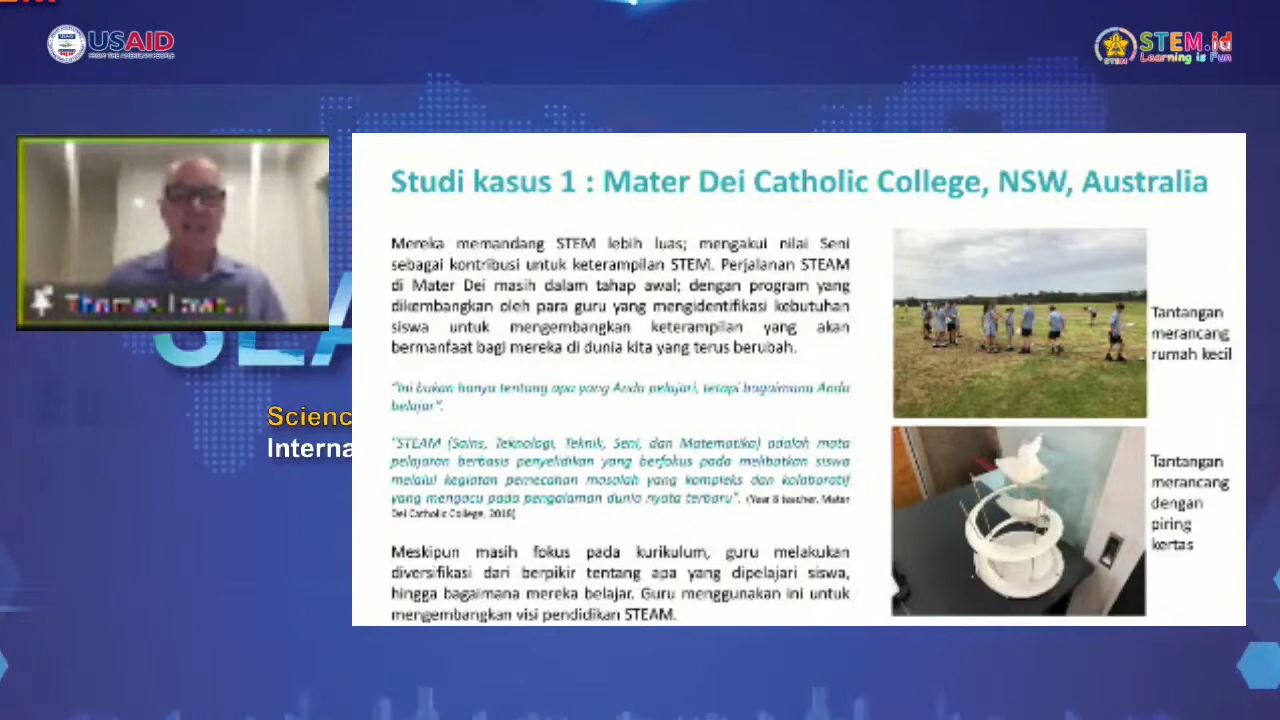 USAID
FROM THE AMERICAN PEOPLE
STEM.id
Learning is Fun
STEM
Thomas
Studi kasus 1 : Mater Dei Catholic College, NSW, Australia
Mereka memandang STEM lebih luas; mengakui nilai Seni
sebagai kontribusi untuk keterampilan STEM. Perjalanan STEAM
di Mater Dei masih dalam tahap awal; dengan program yang
dikembangkan oleh para guru yang mengidentifikasi kebutuhan
siswa untuk mengembangkan keterampilan yang akan
bermanfaat bagi mereka di dunia kita yang terus berubah.
"Ini bukan hanya tentang apa yang Anda pelajari, tetapi bagaimana Anda
belajar".
"STEAM (Sains, Teknologi, Teknik, Seni, dan Matematika) adalah mata
pelajaran berbasis penyelidikan yang berfokus pada melibatkan siswa
melalui kegiatan pemecahan masalah yang kompleks dan kolaboratif
yang mengacu pada pengalaman dunia nyata terbaru". (Year 8 teacher, Mater
Dei Catholic College, 2018)
Meskipun masih fokus pada kurikulum, guru melakukan
diversifikasi dari berpikir tentang apa yang dipelajari siswa,
hingga bagaimana mereka belajar. Guru menggunakan ini untuk
mengembangkan visi pendidikan STEAM.
Tantangan
merancang
rumah kecil
Tantangan
merancang
dengan
piring
kertas
Scienc
Interna